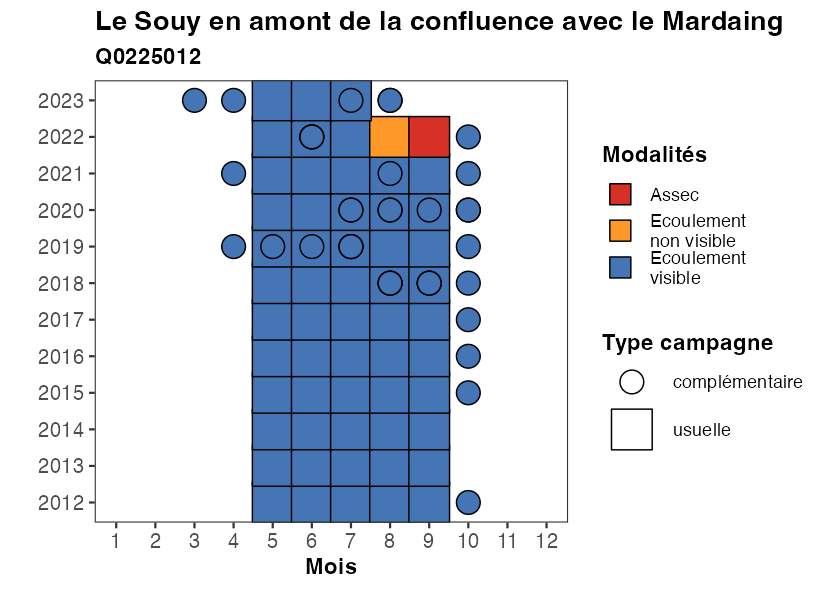 Le Souy en amont de la confluence avec le Mardaing
Q0225012
2023
2022
2021
2020
2019
2018
2017
2016
2015
2014
2013
2012
1 2 3 4 5 6 7 8 9 10 11 12
Mois
Modalités
Assec
Ecoulement
non visible
Ecoulement
visible
Type campagne
complémentaire
usuelle